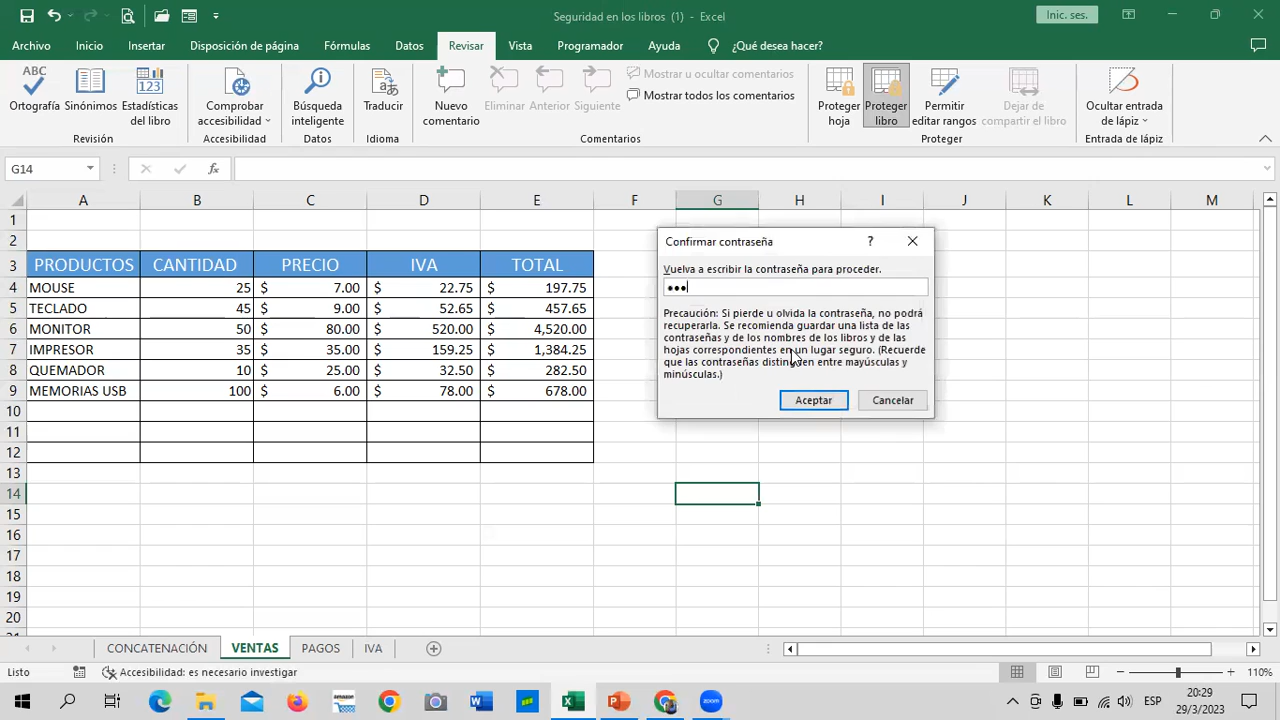 Seguridad en los libros (1) - Excel
Inic. ses.
Archivo Inicio Insertar Disposición de página Fórmulas Datos Revisar Vista Programador Ayuda ¿Qué desea hacer?
ABC
Ortografía
Sinónimos
123
Estadísticas del libro
Revisión
Comprobar accesibilidad
Accesibilidad
Búsqueda inteligente
Datos
Traducir
Idioma
Nuevo comentario
Eliminar
Anterior
Siguiente
Mostrar u ocultar comentarios
Mostrar todos los comentarios
Comentarios
Proteger hoja
Proteger libro
Permitir editar rangos
Dejar de compartir el libro
Proteger
Ocultar entrada de lápiz
Entrada de lápiz
G14
fx
A B C D E F G H I J K L M
1
2
3 PRODUCTOS CANTIDAD PRECIO IVA TOTAL
4 MOUSE 25 $ 7.00 $ 22.75 $ 197.75
5 TECLADO 45 $ 9.00 $ 52.65 $ 457.65
6 MONITOR 50 $ 80.00 $ 520.00 $ 4,520.00
7 IMPRESOR 35 $ 35.00 $ 159.25 $ 1,384.25
8 QUEMADOR 10 $ 25.00 $ 32.50 $ 282.50
9 MEMORIAS USB 100 $ 6.00 $ 78.00 $ 678.00
10
11
12
13
14
15
16
17
18
19
20
Confirmar contraseña ?
Vuelva a escribir la contraseña para proceder.
•••
Precaución: Si pierde u olvida la contraseña, no podrá
recuperarla. Se recomienda guardar una lista de las
contraseñas y de los nombres de los libros y de las
hojas correspondientes en un lugar seguro. (Recuerde
que las contraseñas distinguen entre mayúsculas y
minúsculas.)
Aceptar Cancelar
CONCATENACIÓN VENTAS PAGOS IVA
Listo Accesibilidad: es necesario investigar 110%
amazon
zoom
ESP
20:29
29/3/2023